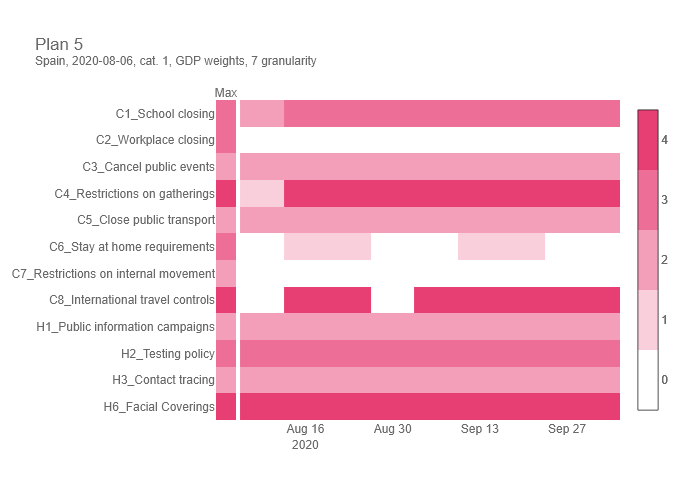 Plan 5
Spain, 2020-08-06, cat. 1, GDP weights, 7 granularity
Max
C1_School closing
C2_Workplace closing
C3_Cancel public events
C4_Restrictions on gatherings
C5_Close public transport
C6_Stay at home requirements
C7_Restrictions on internal movement
C8_International travel controls
H1_Public information campaigns
H2_Testing policy
H3_Contact tracing
H6_Facial Coverings
Aug 16
2020
Aug 30
Sep 13
Sep 27
4
3
2
1
0